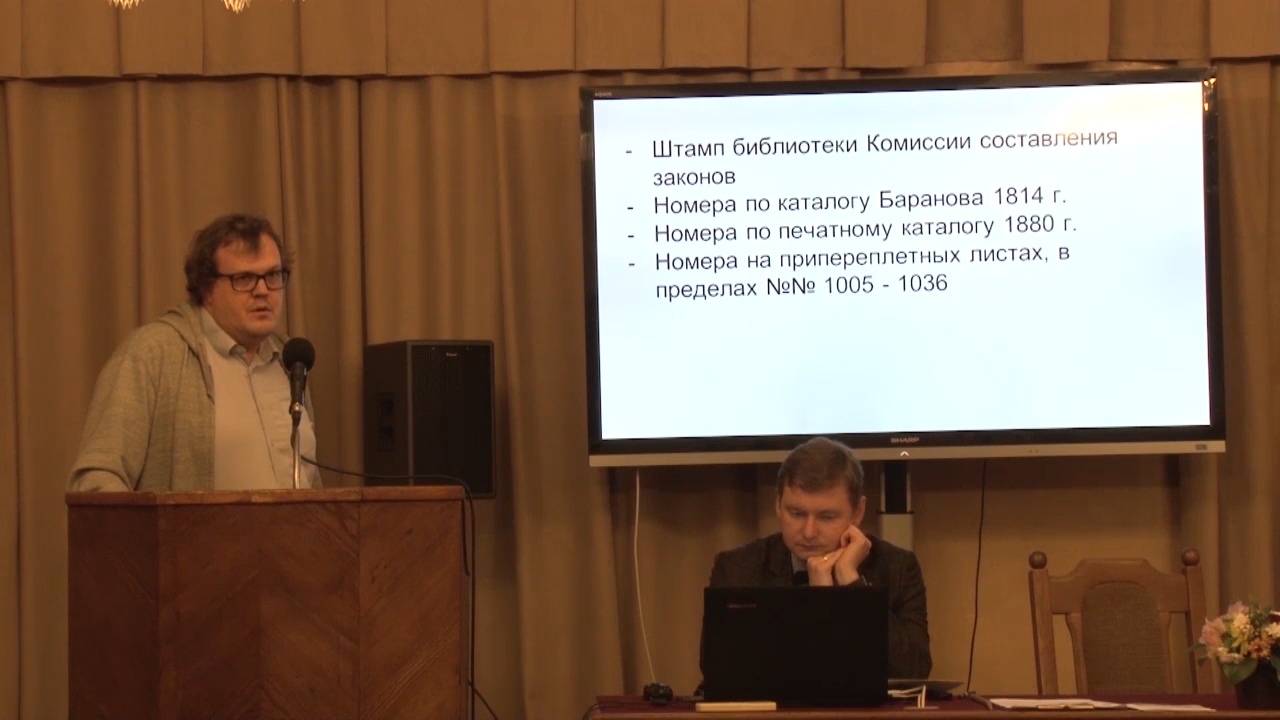 - Штамп библиотеки Комиссии составления
законов
- Номера по каталогу Баранова 1814 г.
- Номера по печатному каталогу 1880 г.
- Номера на припереплетных листах, в
пределах №№ 1005 - 1036
SHARP